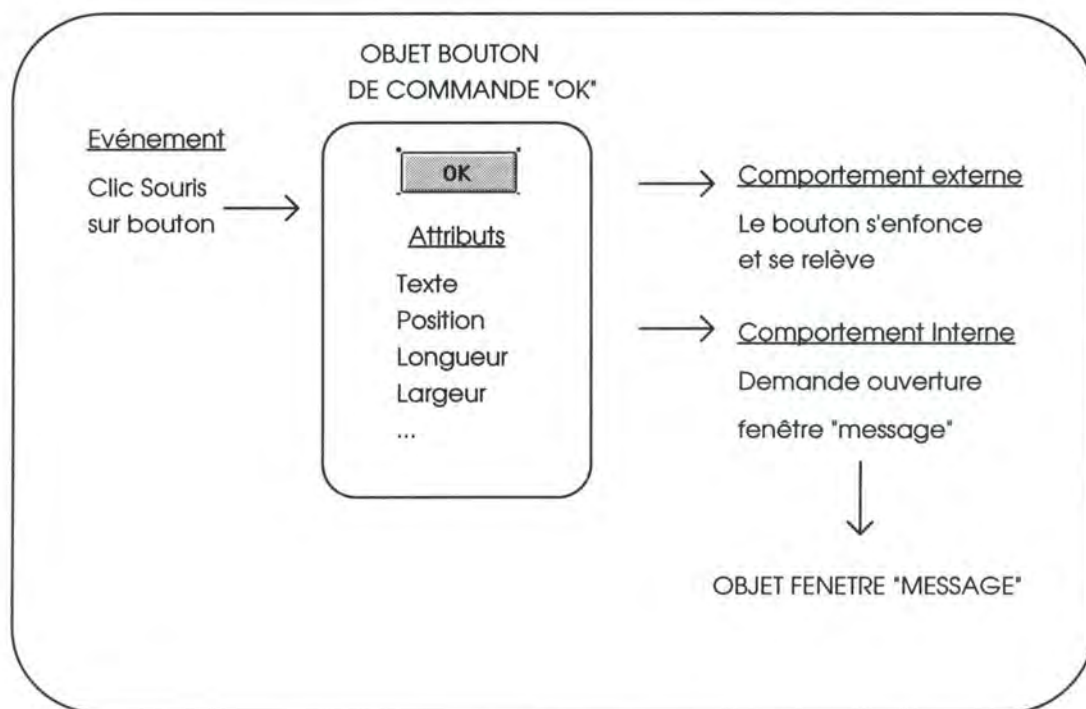 OBJET BOUTON
DE COMMANDE "OK"
Evénement
Clic Souris
sur bouton
OK
Attributs
Texte
Position
Longueur
Largeur
...
Comportement externe
Le bouton s'enfonce
et se relève
Comportement Interne
Demande ouverture
fenêtre "message"
OBJET FENETRE "MESSAGE"